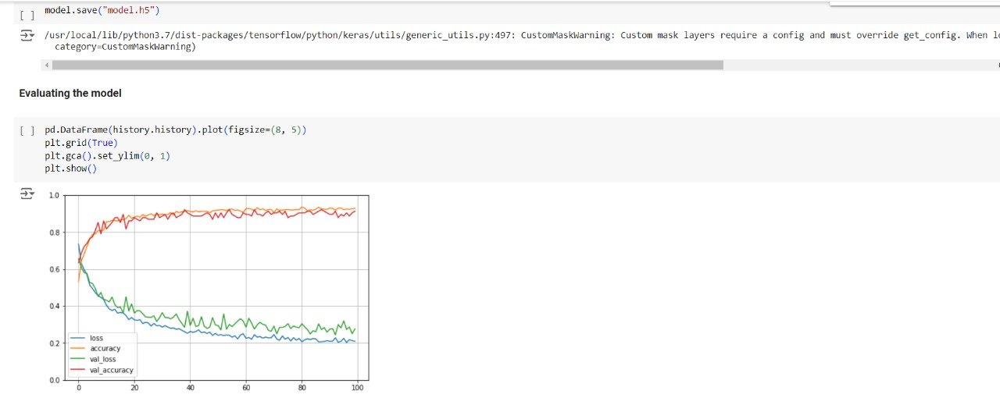 [ ] model.save("model.h5")
/usr/local/lib/python3.7/dist-packages/tensorflow/python/keras/utils/generic_utils.py:497: CustomMaskWarning: Custom mask layers require a config and must override get_config. When
category=CustomMaskWarning)
Evaluating the model
[ ] pd.DataFrame(history.history).plot(figsize=(8, 5))
plt.grid(True)
plt.gca().set_ylim(0, 1)
plt.show()
1.0
0.8
0.6
0.4
0.2
0.0
loss
accuracy
val_loss
val_accuracy
0 20 40 60 80 100